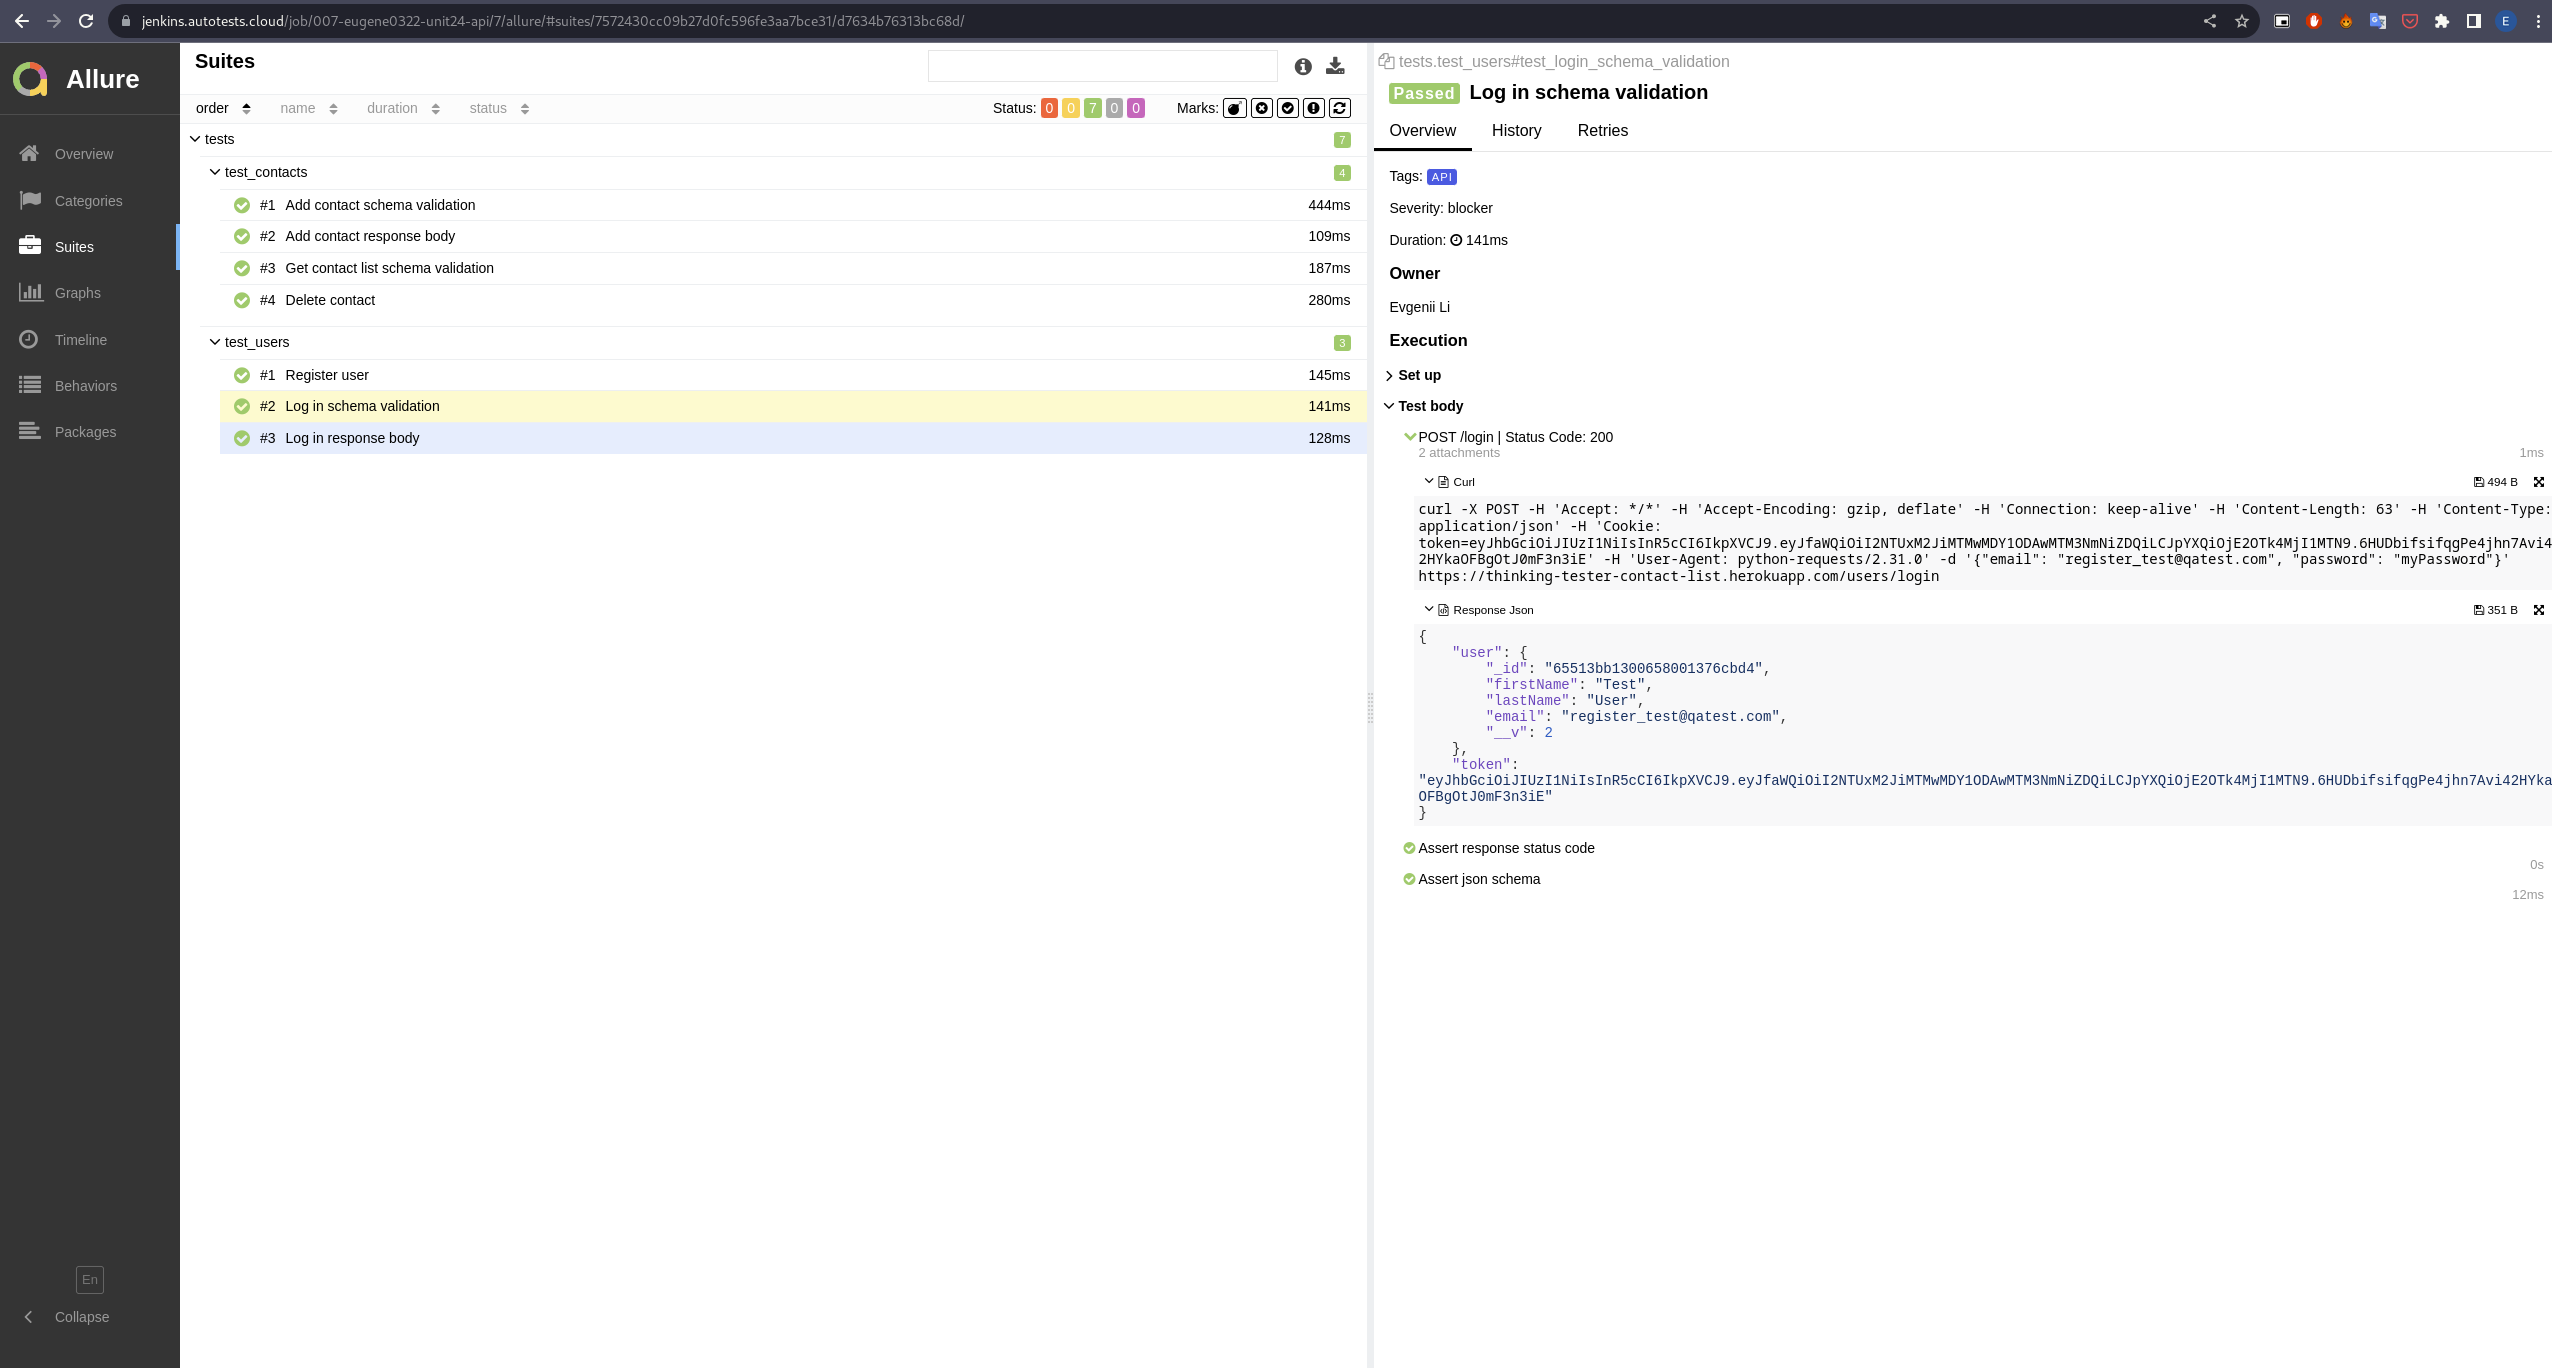 jenkins.autotests.cloud/job/007-eugene0322-unit24-api/7/allure/#suites/7572430cc09b27d0fc596fe3aa7bce31/d7634b76313bc68d/
E
Allure
Overview
Categories
Suites
Graphs
Timeline
Behaviors
Packages
En
Collapse
Suites
order name duration status Status: 0 0 7 0 0 Marks:
tests 7
test_contacts 4
#1 Add contact schema validation 444ms
#2 Add contact response body 109ms
#3 Get contact list schema validation 187ms
#4 Delete contact 280ms
test_users 3
#1 Register user 145ms
#2 Log in schema validation 141ms
#3 Log in response body 128ms
tests.test_users#test_login_schema_validation
Passed Log in schema validation
Overview History Retries
Tags: API
Severity: blocker
Duration: 141ms
Owner
Evgenii Li
Execution
Set up
Test body
POST /login | Status Code: 200
2 attachments 1ms
Curl 494 B
curl -X POST -H 'Accept: */*' -H 'Accept-Encoding: gzip, deflate' -H 'Connection: keep-alive' -H 'Content-Length: 63' -H 'Content-Type:
application/json' -H 'Cookie:
token=eyJhbGciOiJIUzI1NiIsInR5cCI6IkpXVCJ9.eyJfaWQiOiI2NTUxM2JiMTMwMDY1ODAwMTM3NmNiZDQiLCJpYXQiOjE2OTk4MjI1MTN9.6HUDbifsifqgPe4jhn7Avi4
2HYkaOFBgOtJ0mF3n3iE' -H 'User-Agent: python-requests/2.31.0' -d '{"email": "register_test@qatest.com", "password": "myPassword"}'
https://thinking-tester-contact-list.herokuapp.com/users/login
Response Json 351 B
{
"user": {
"_id": "65513bb1300658001376cbd4",
"firstName": "Test",
"lastName": "User",
"email": "register_test@qatest.com",
"__v": 2
},
"token":
"eyJhbGciOiJIUzI1NiIsInR5cCI6IkpXVCJ9.eyJfaWQiOiI2NTUxM2JiMTMwMDY1ODAwMTM3NmNiZDQiLCJpYXQiOjE2OTk4MjI1MTN9.6HUDbifsifqgPe4jhn7Avi42HYka
OFBgOtJ0mF3n3iE"
}
Assert response status code
0s
Assert json schema
12ms